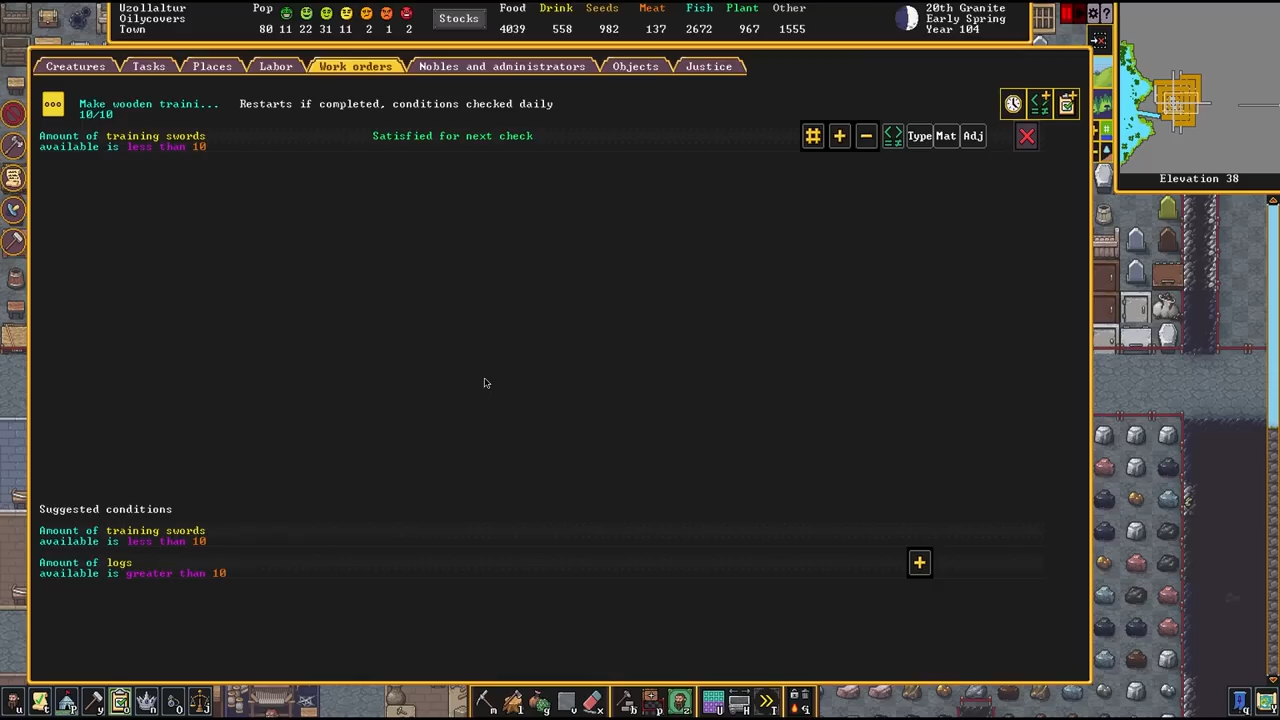 Uzollaltur
Oilycovers
Town
Pop
80 11 22 31 11 2 1 2
Stocks
Food Drink Seeds Meat Fish Plant Other
4039 558 982 137 2672 967 1555
20th Granite
Early Spring
Year 104
Creatures Tasks Places Labor Work orders Nobles and administrators Objects Justice
Make wooden traini... Restarts if completed, conditions checked daily
10/10
Amount of training swords
available is less than 10
Satisfied for next check
Type Mat Adj
Elevation 38
Suggested conditions
Amount of training swords
available is less than 10
Amount of logs
available is greater than 10